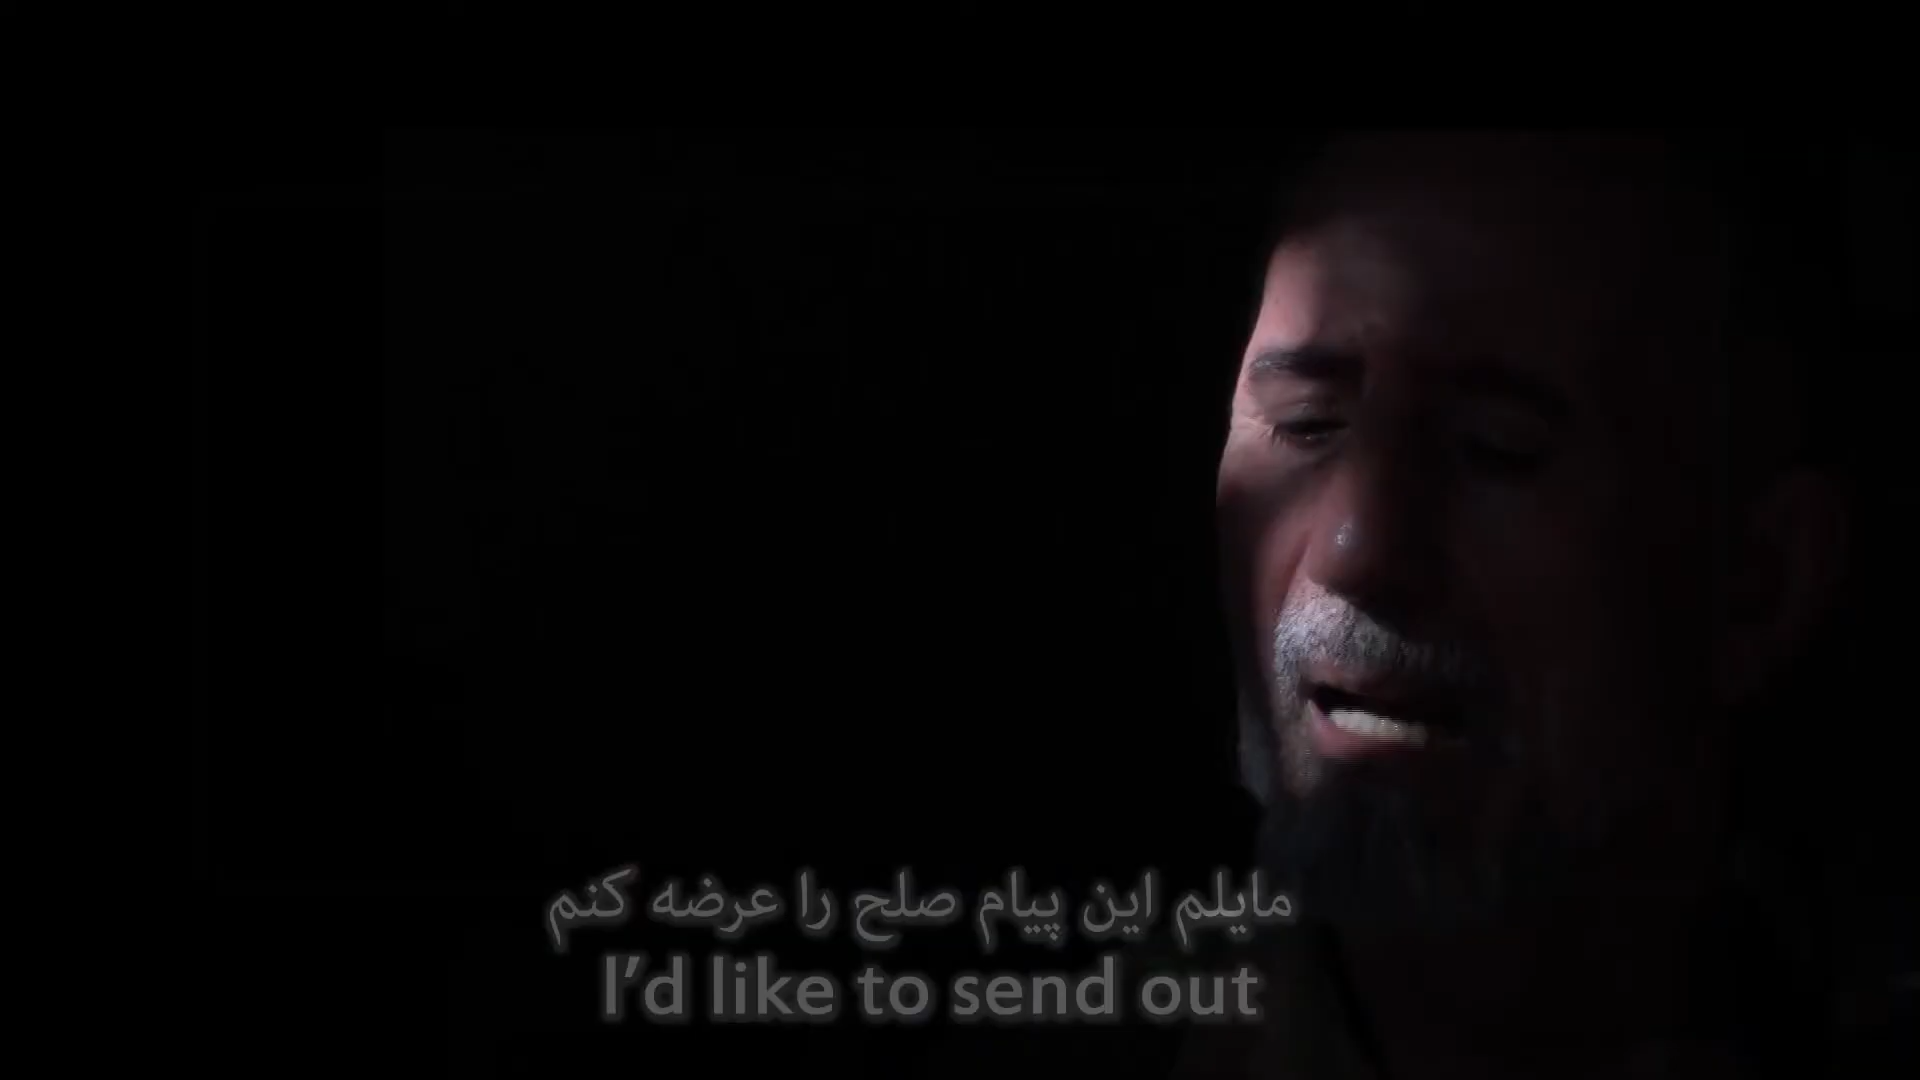 مایلم این پیام صلح را عرضه کنم
I’d like to send out